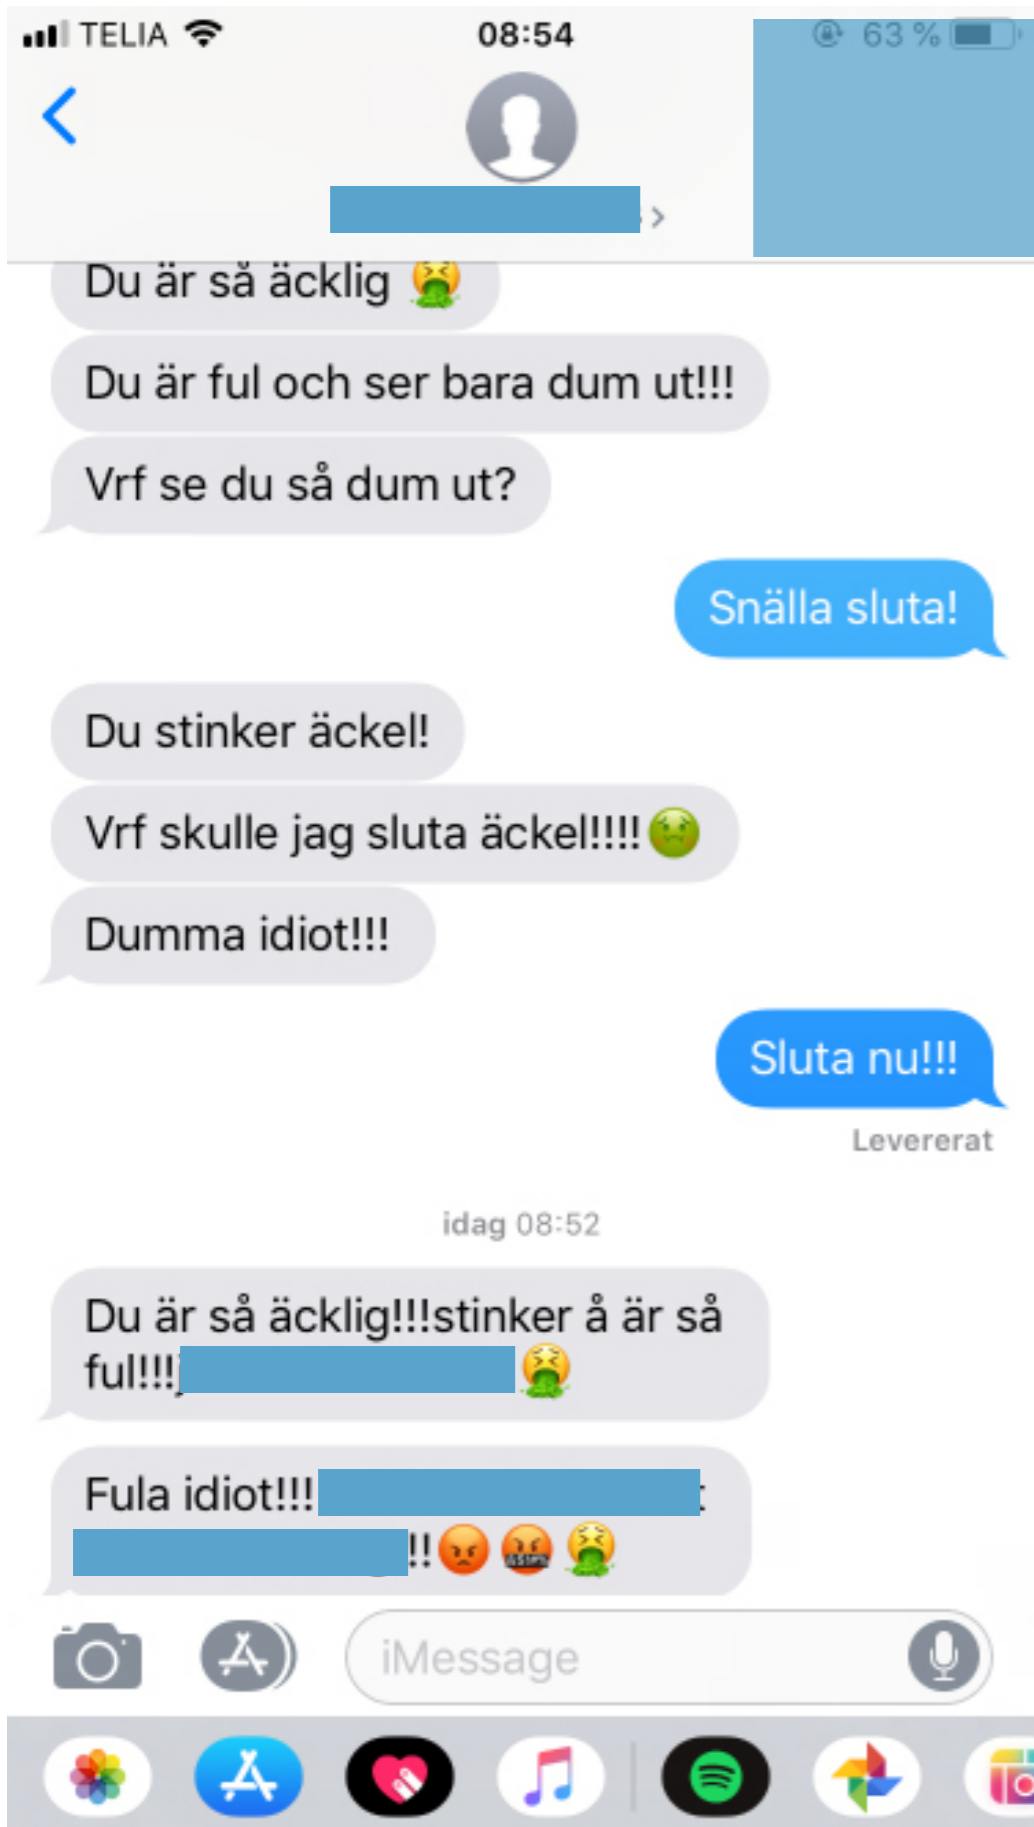 TELIA 08:54 63 %
Du är så äcklig 🤮
Du är ful och ser bara dum ut!!!
Vrf se du så dum ut?
Snälla sluta!
Du stinker äckel!
Vrf skulle jag sluta äckel!!!!🤢
Dumma idiot!!!
Sluta nu!!!
Levererat
idag 08:52
Du är så äcklig!!!stinker å är så
ful!!! 🤮
Fula idiot!!!
!!😡🤬🤮
iMessage